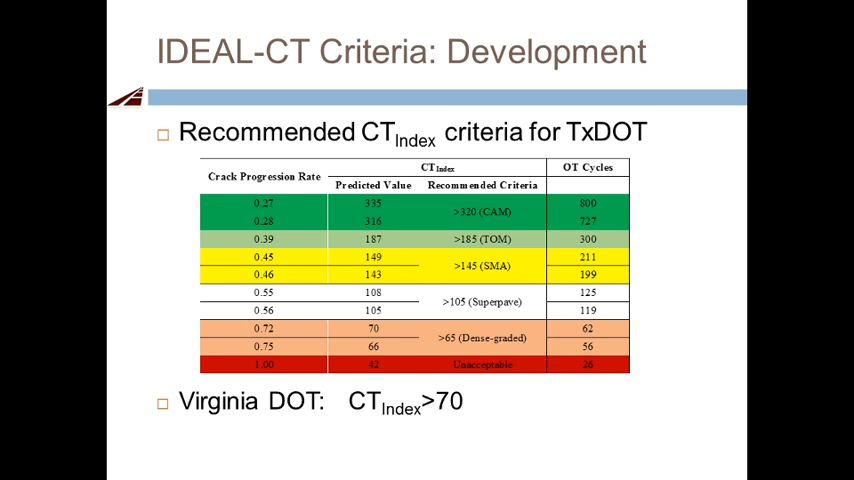 IDEAL-CT Criteria: Development
Recommended CTIndex criteria for TxDOT
Crack Progression Rate CTIndex OT Cycles
Predicted Value Recommended Criteria
0.27 335 >320 (CAM) 800
0.28 316 727
0.39 187 >185 (TOM) 300
0.45 149 >145 (SMA) 211
0.46 143 199
0.55 108 >105 (Superpave) 125
0.56 105 119
0.72 70 >65 (Dense-graded) 62
0.75 66 56
1.00 42 Unacceptable 26
Virginia DOT: CTIndex>70